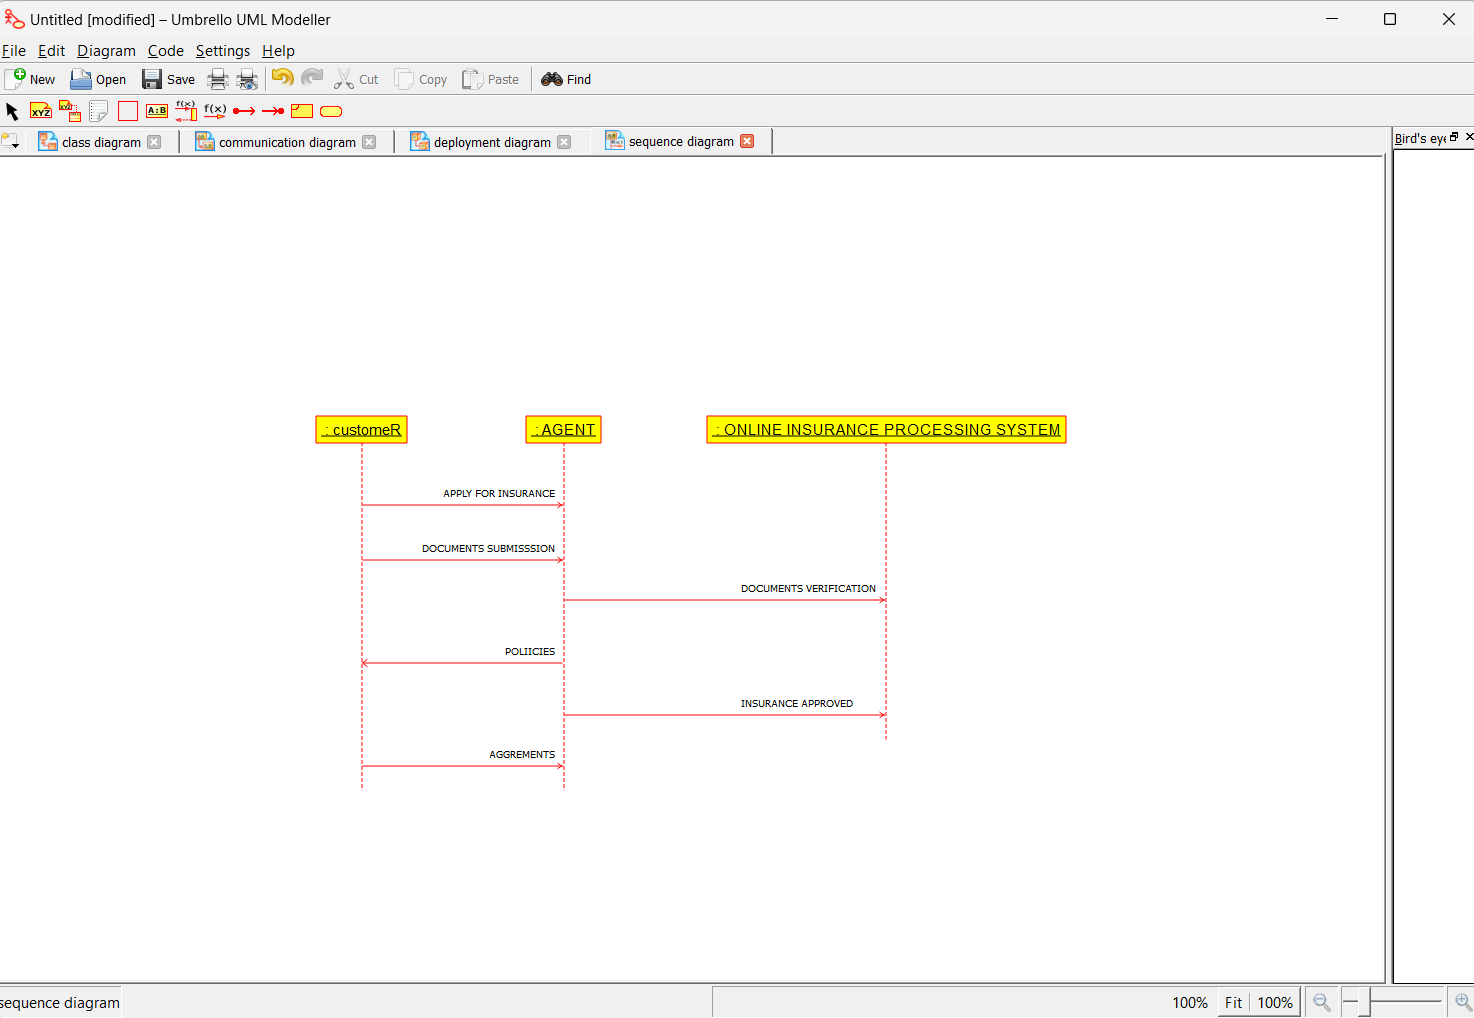 Untitled [modified] – Umbrello UML Modeller
File Edit Diagram Code Settings Help
New Open Save Cut Copy Paste Find
XYZ XYZ A:B f(x) f(x)
class diagram communication diagram deployment diagram sequence diagram
Bird's eye
: customeR : AGENT : ONLINE INSURANCE PROCESSING SYSTEM
APPLY FOR INSURANCE
DOCUMENTS SUBMISSSION
DOCUMENTS VERIFICATION
POLIICIES
INSURANCE APPROVED
AGGREMENTS
sequence diagram 100% Fit 100%